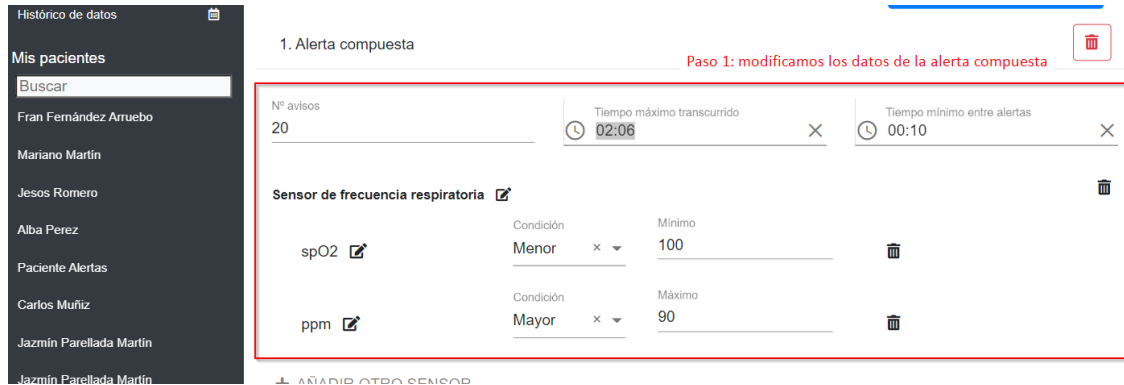 Histórico de datos
Mis pacientes
Buscar
Fran Fernández Arruebo
Mariano Martín
Jesos Romero
Alba Perez
Paciente Alertas
Carlos Muñiz
Jazmín Parellada Martín
Jazmín Parellada Martín
1. Alerta compuesta
Paso 1: modificamos los datos de la alerta compuesta
Nº avisos
20
Tiempo máximo transcurrido
02:06
Tiempo mínimo entre alertas
00:10
Sensor de frecuencia respiratoria
spO2
Condición
Menor
Mínimo
100
ppm
Condición
Mayor
Máximo
90
+ AÑADIR OTRO SENSOR